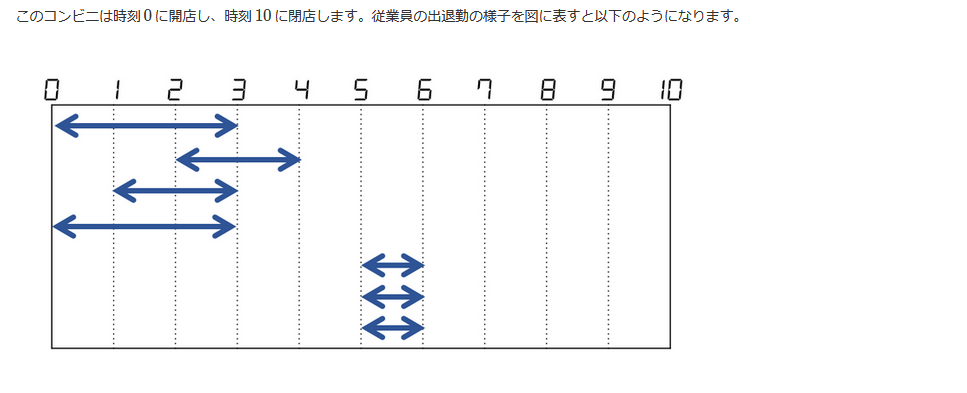 このコンビニは時刻 0 に開店し、時刻 10 に閉店します。従業員の出退勤の様子を図に表すと以下のようになります。
0 1 2 3 4 5 6 7 8 9 10